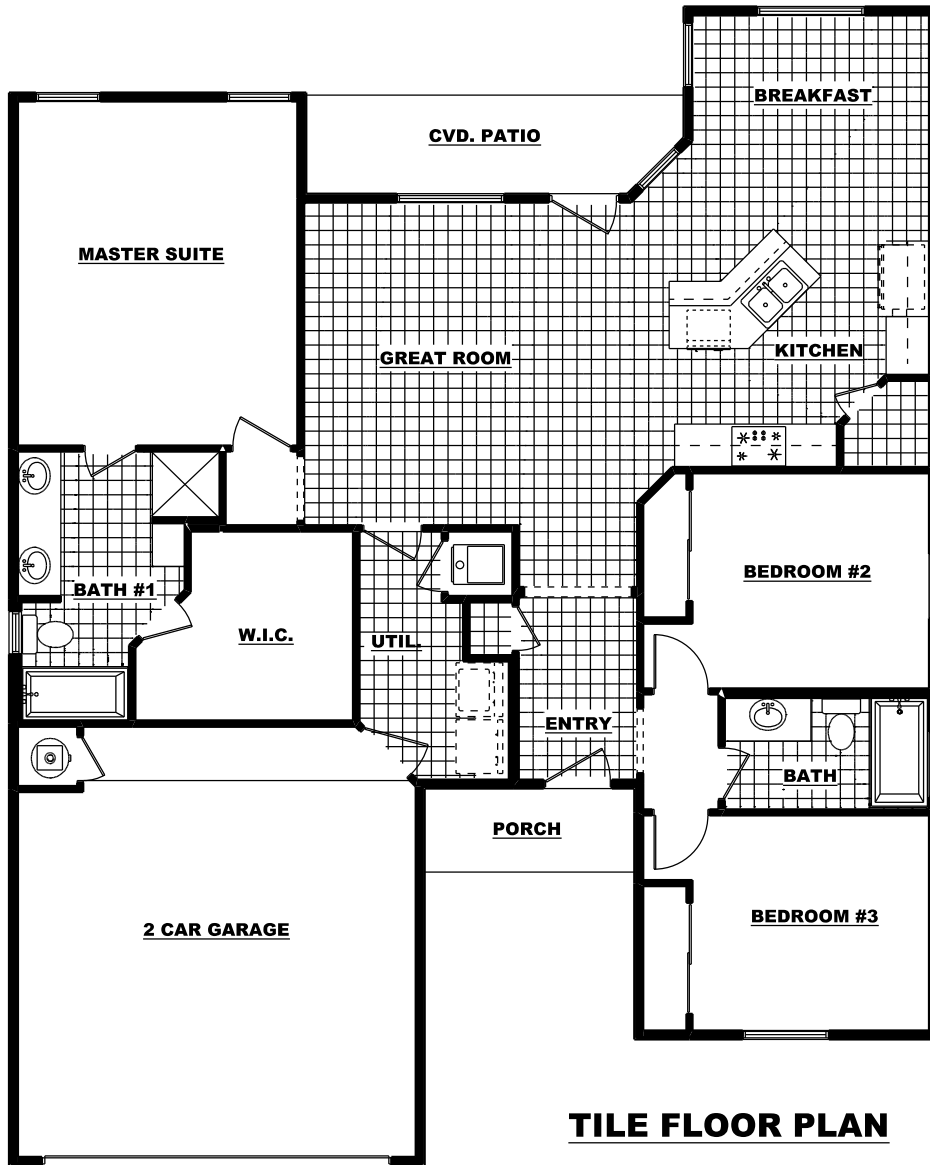 BREAKFAST
CVD. PATIO
MASTER SUITE
GREAT ROOM
KITCHEN
BEDROOM #2
BATH #1
W.I.C.
UTIL.
ENTRY
BATH
PORCH
BEDROOM #3
2 CAR GARAGE
TILE FLOOR PLAN